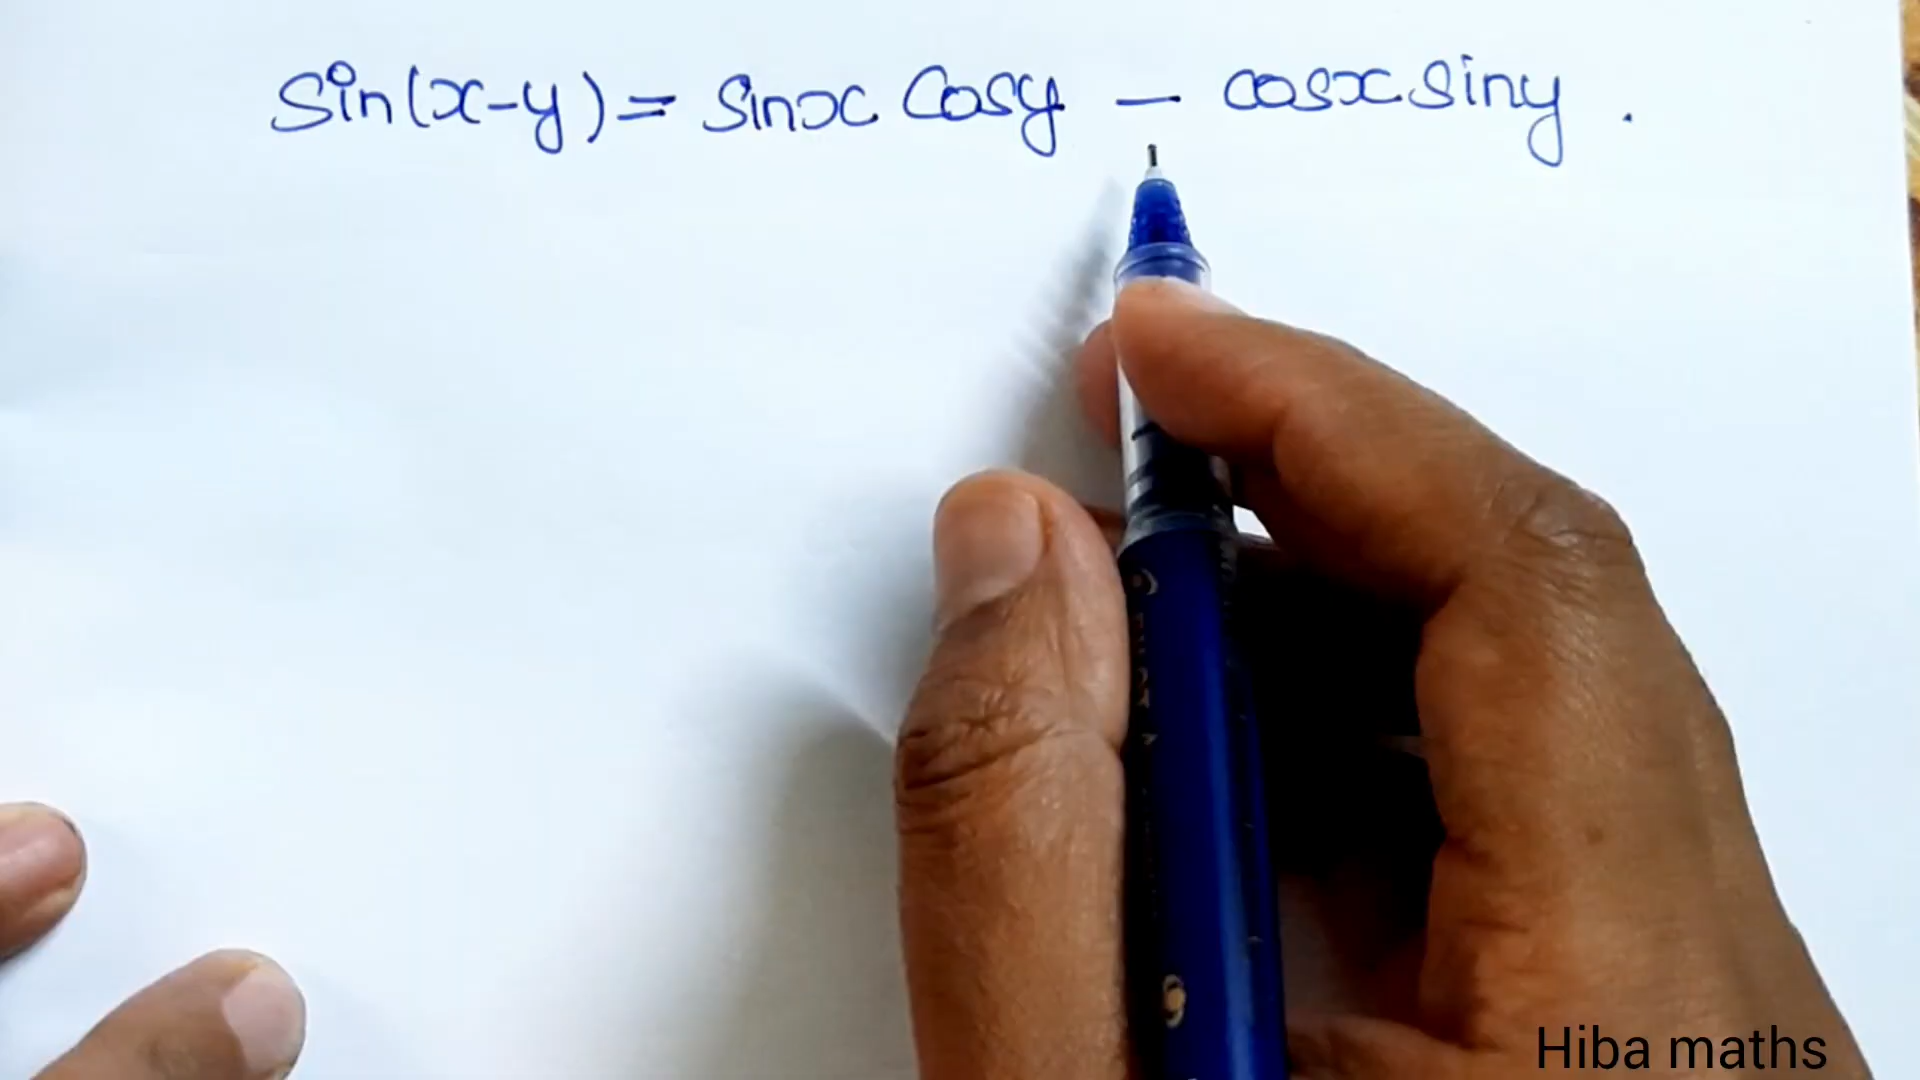 Sin(x-y) = Sinx Cosy - cosx siny .
Hiba maths